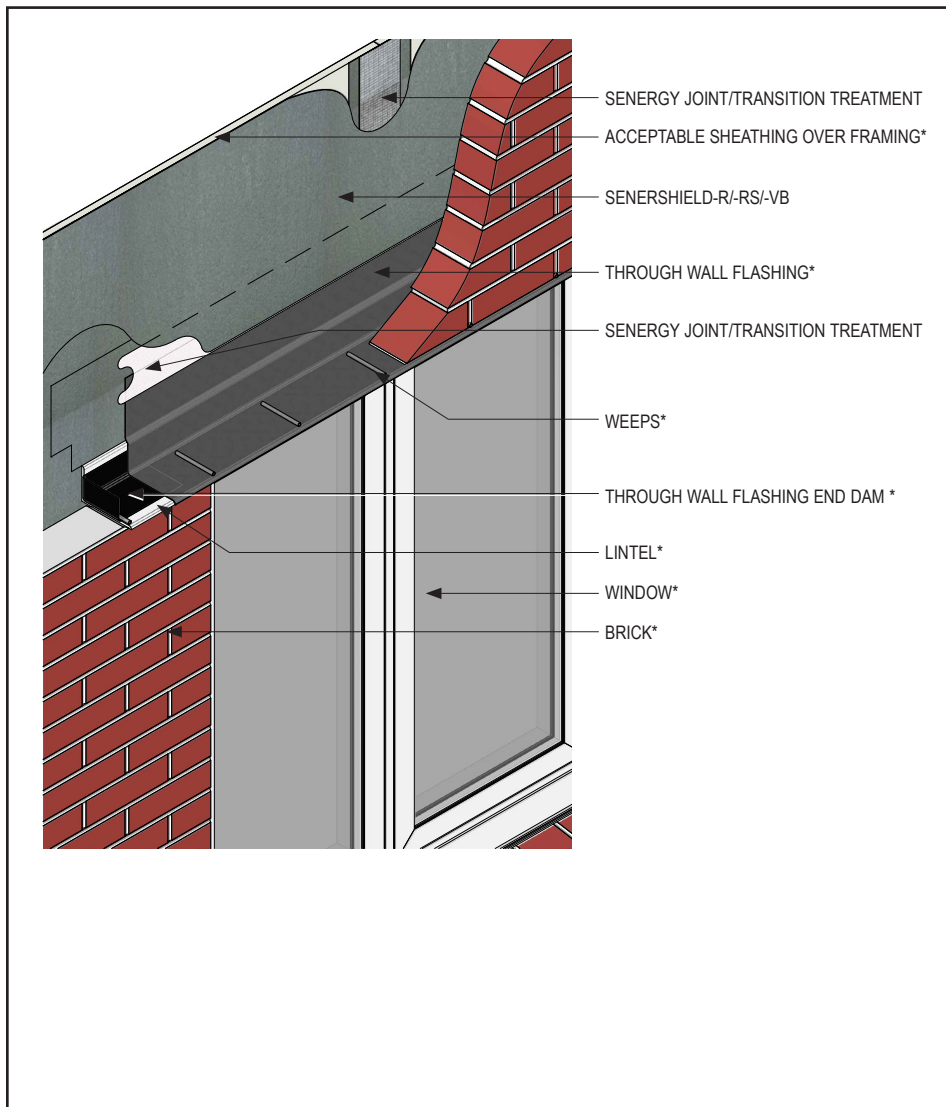 SENERGY JOINT/TRANSITION TREATMENT
ACCEPTABLE SHEATHING OVER FRAMING*
SENERSHIELD-R/-RS/-VB
THROUGH WALL FLASHING*
SENERGY JOINT/TRANSITION TREATMENT
WEEPS*
THROUGH WALL FLASHING END DAM *
LINTEL*
WINDOW*
BRICK*